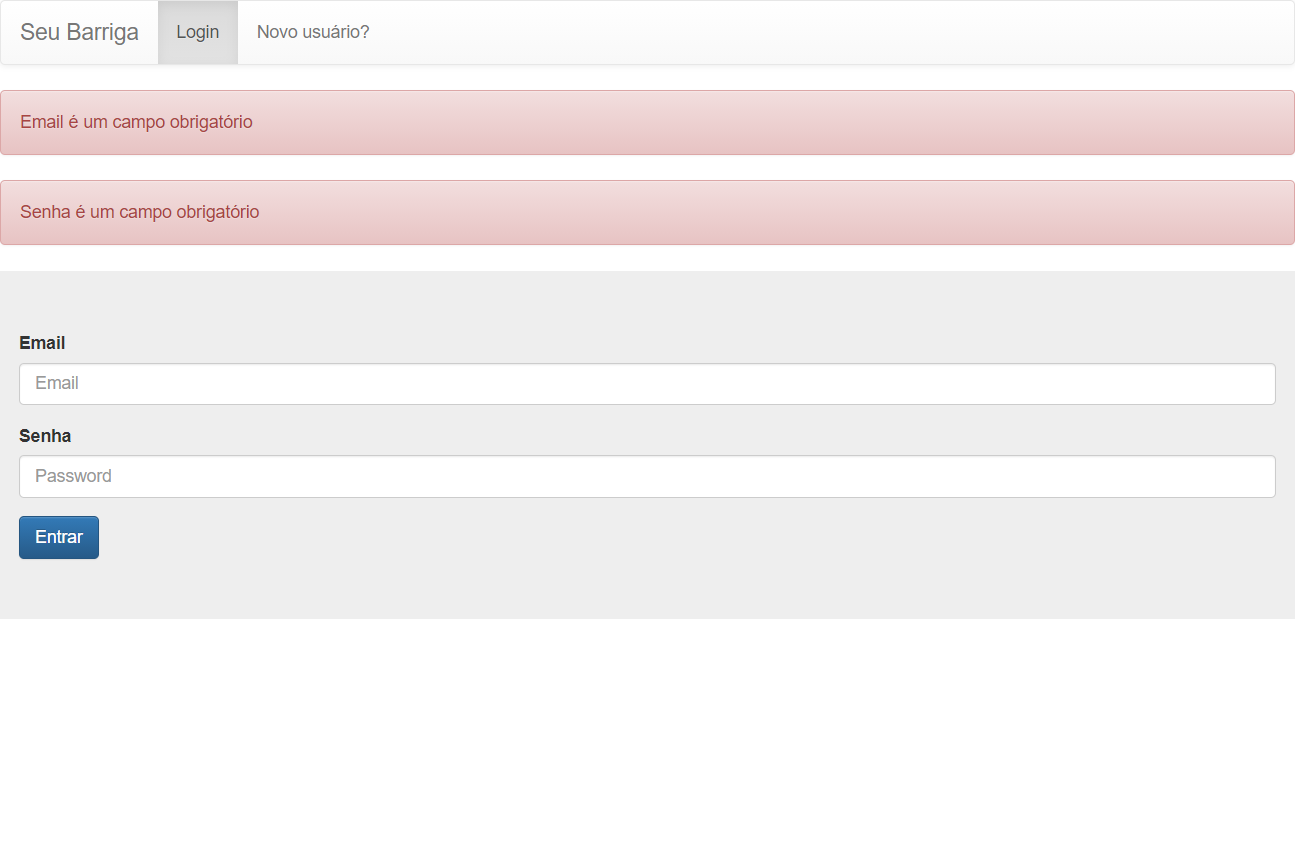 Seu Barriga Login Novo usuário?
Email é um campo obrigatório
Senha é um campo obrigatório
Email
Email
Senha
Password
Entrar